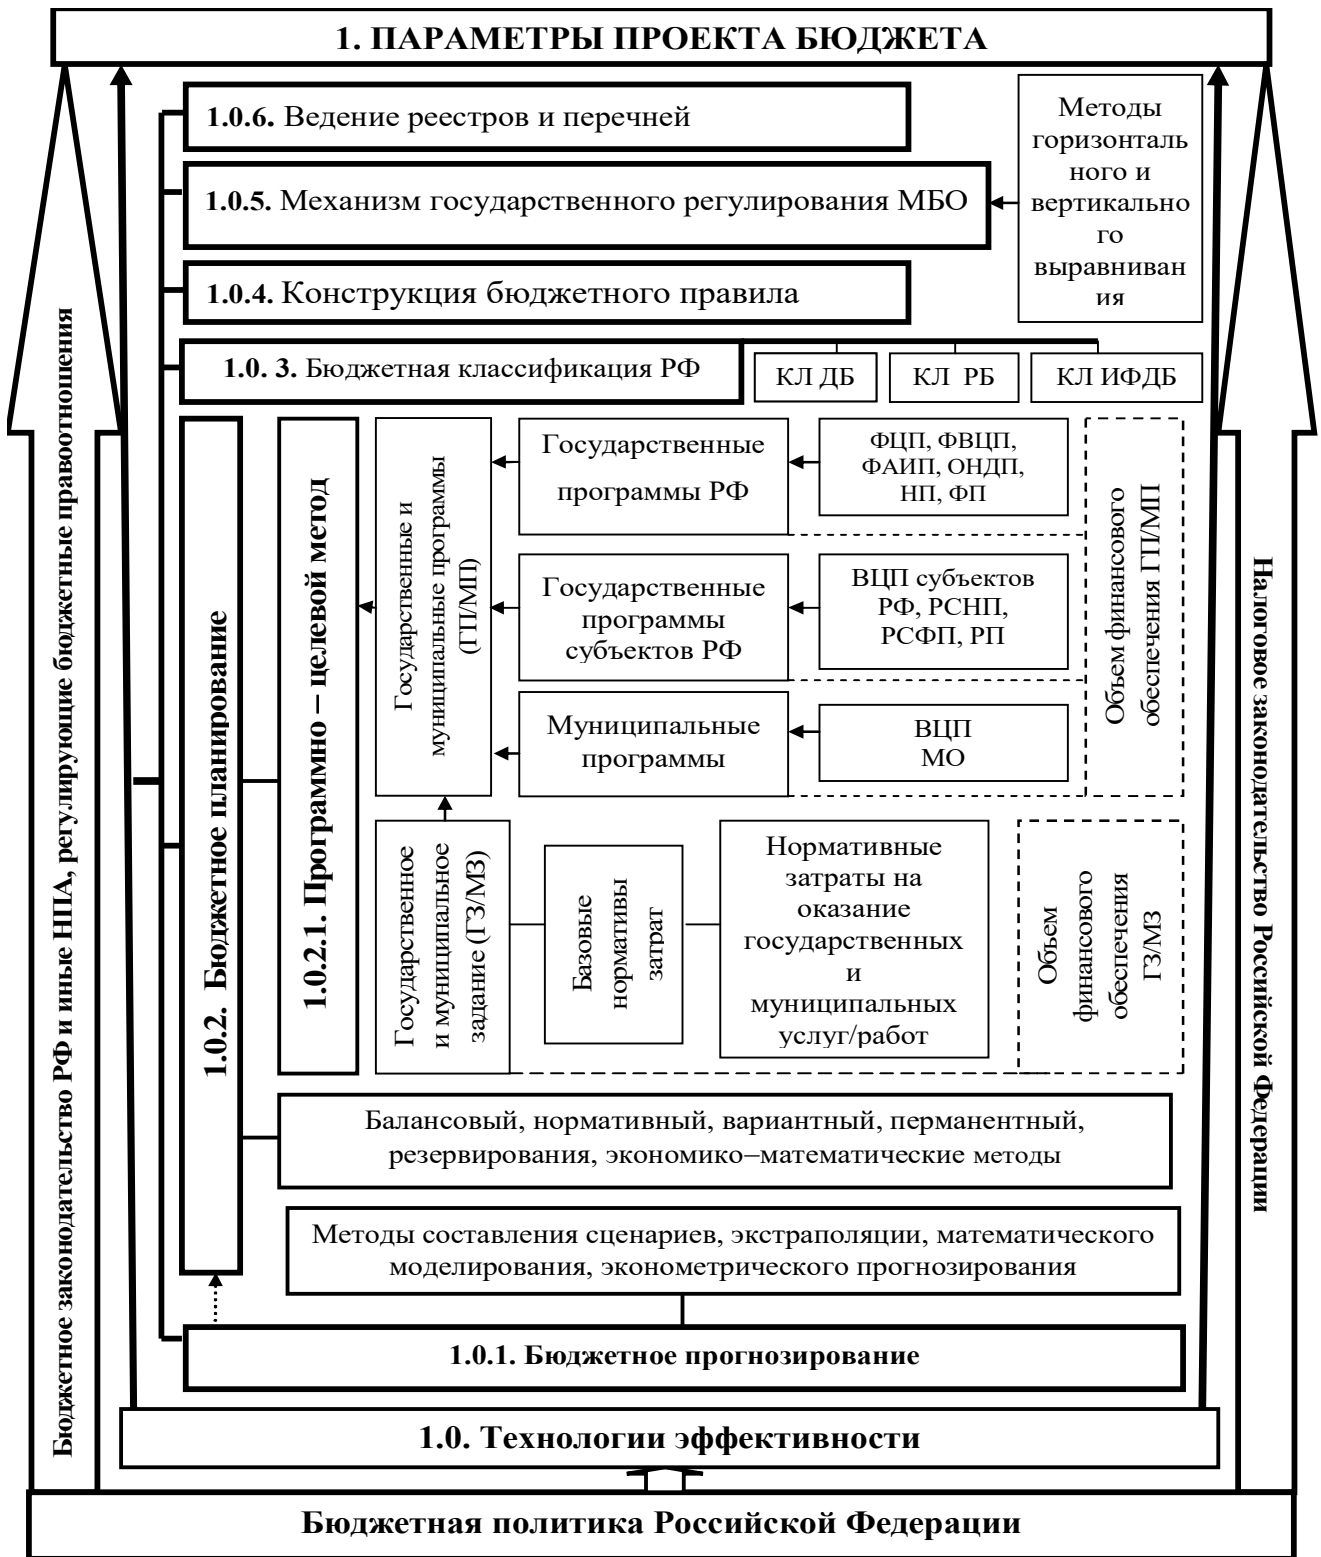 1. ПАРАМЕТРЫ ПРОЕКТА БЮДЖЕТА
1.0.6. Ведение реестров и перечней
Методы
горизонталь
ного и
вертикально
го
выравниван
ия
1.0.5. Механизм государственного регулирования МБО
1.0.4. Конструкция бюджетного правила
1.0. 3. Бюджетная классификация РФ
КЛ ДБ
КЛ РБ
КЛ ИФДБ
Бюджетное законодательство РФ и иные НПА, регулирующие бюджетные правоотношения
1.0.2. Бюджетное планирование
1.0.2.1. Программно – целевой метод
Государственные и
муниципальные программы
(ГП/МП)
Государственные
программы РФ
ФЦП, ФВЦП,
ФАИП, ОНДП,
НП, ФП
Государственные
программы
субъектов РФ
ВЦП субъектов
РФ, РСНП,
РСФП, РП
Муниципальные
программы
ВЦП
МО
Объем финансового
обеспечения ГП/МП
Государственное
и муниципальное
задание (ГЗ/МЗ)
Базовые
нормативы
затрат
Нормативные
затраты на
оказание
государственных
и
муниципальных
услуг/работ
Объем
финансового
обеспечения
ГЗ/МЗ
Налоговое законодательство Российской Федерации
Балансовый, нормативный, вариантный, перманентный,
резервирования, экономико–математические методы
Методы составления сценариев, экстраполяции, математического
моделирования, эконометрического прогнозирования
1.0.1. Бюджетное прогнозирование
1.0. Технологии эффективности
Бюджетная политика Российской Федерации